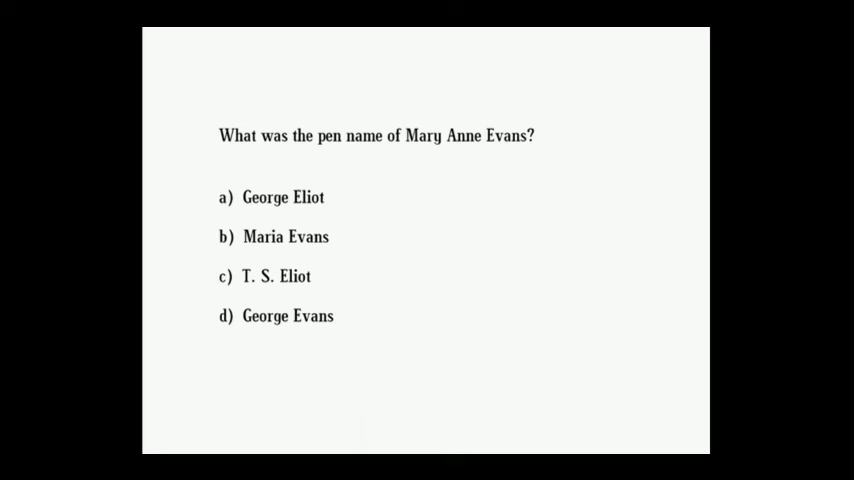 What was the pen name of Mary Anne Evans?
a) George Eliot
b) Maria Evans
c) T. S. Eliot
d) George Evans